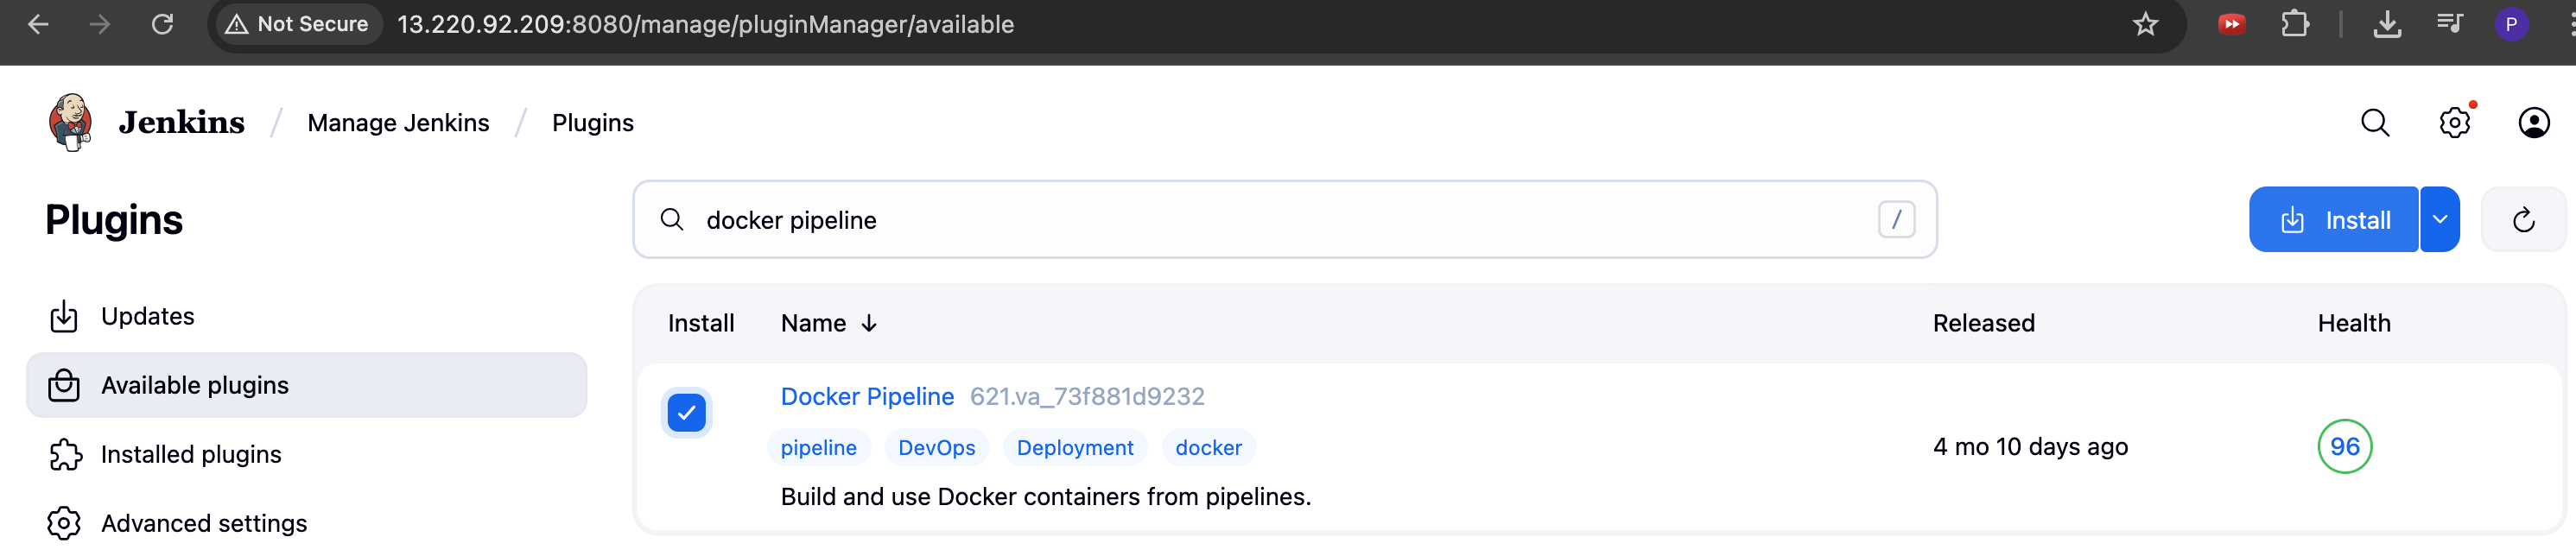 Not Secure 13.220.92.209:8080/manage/pluginManager/available P
Jenkins / Manage Jenkins / Plugins
Plugins
docker pipeline /
Install
Updates
Available plugins
Installed plugins
Advanced settings
Install Name ↓ Released Health
Docker Pipeline 621.va_73f881d9232
pipeline DevOps Deployment docker
Build and use Docker containers from pipelines.
4 mo 10 days ago
96